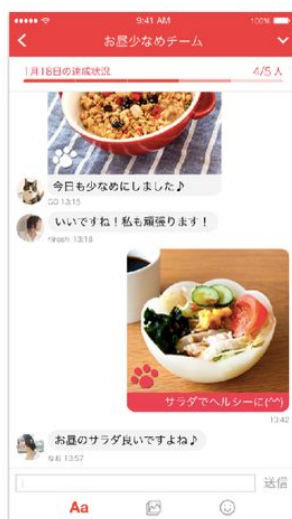 9:41 AM
100%
お昼少なめチーム
1月18日の達成状況
4/5 人
今日も少なめにしました♪
GO 13:15
いいですね！私も頑張ります！
Hiroshi 13:18
サラダでヘルシーに(^^)
13:42
お昼のサラダ良いですよね♪
なお 13:57
送信
Aa